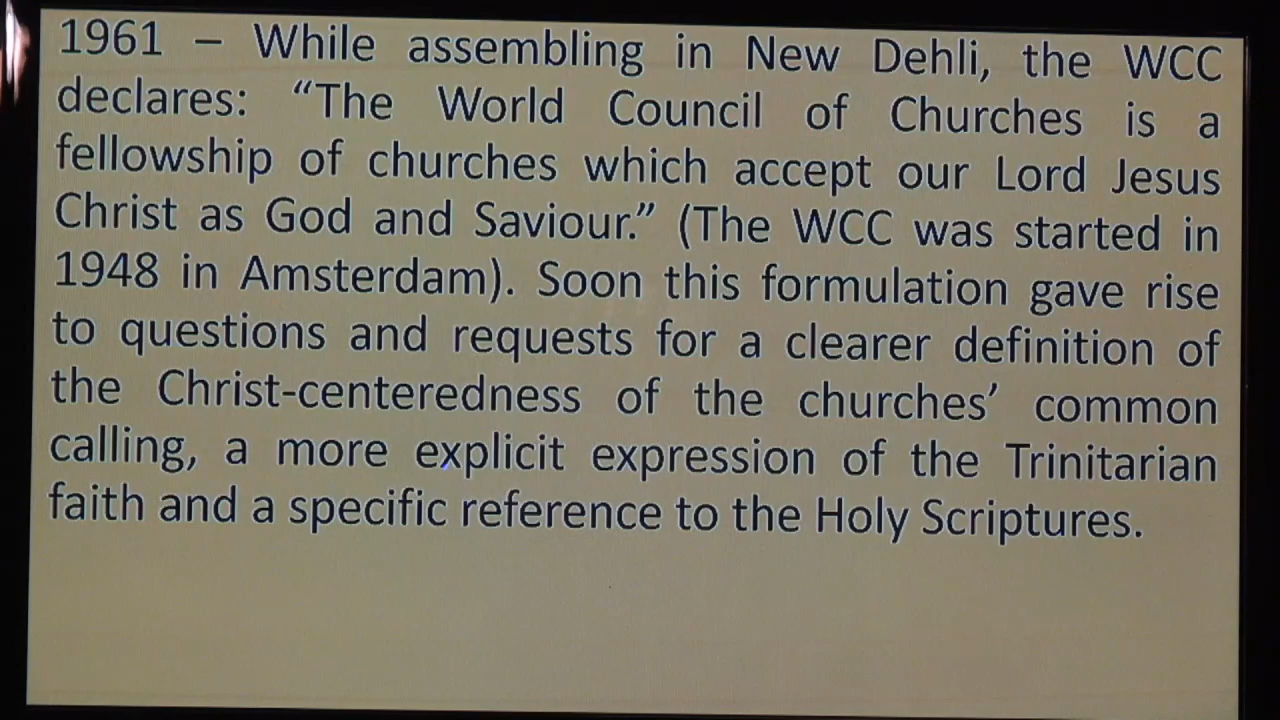 1961 – While assembling in New Dehli, the WCC
declares: “The World Council of Churches is a
fellowship of churches which accept our Lord Jesus
Christ as God and Saviour.” (The WCC was started in
1948 in Amsterdam). Soon this formulation gave rise
to questions and requests for a clearer definition of
the Christ-centeredness of the churches’ common
calling, a more explicit expression of the Trinitarian
faith and a specific reference to the Holy Scriptures.